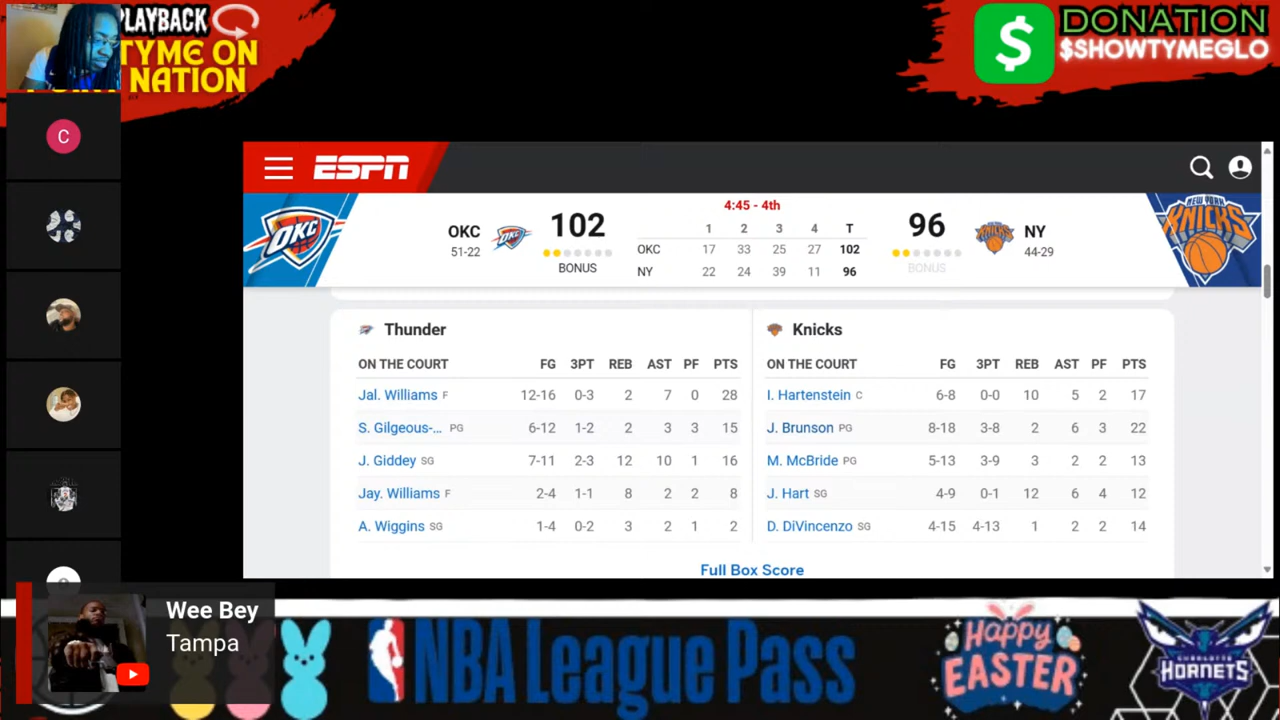 PLAYBACK
TYME ON
NATION
DONATION
$SHOWTYMEGLO
C
ESPN
4:45 - 4th
OKC
51-22
OKC
102
BONUS
1 2 3 4 T
OKC 17 33 25 27 102
NY 22 24 39 11 96
96
BONUS
NEW YORK
KNICKS
NY
44-29
OKC
Thunder
ON THE COURT FG 3PT REB AST PF PTS
Jal. Williams F 12-16 0-3 2 7 0 28
S. Gilgeous-... PG 6-12 1-2 2 3 3 15
J. Giddey SG 7-11 2-3 12 10 1 16
Jay. Williams F 2-4 1-1 8 2 2 8
A. Wiggins SG 1-4 0-2 3 2 1 2
Knicks
ON THE COURT FG 3PT REB AST PF PTS
I. Hartenstein C 6-8 0-0 10 5 2 17
J. Brunson PG 8-18 3-8 2 6 3 22
M. McBride PG 5-13 3-9 3 2 2 13
J. Hart SG 4-9 0-1 12 6 4 12
D. DiVincenzo SG 4-15 4-13 1 2 2 14
Full Box Score
Wee Bey
Tampa
NBA League Pass
HAPPY
EASTER
CHARLOTTE
HORNETS